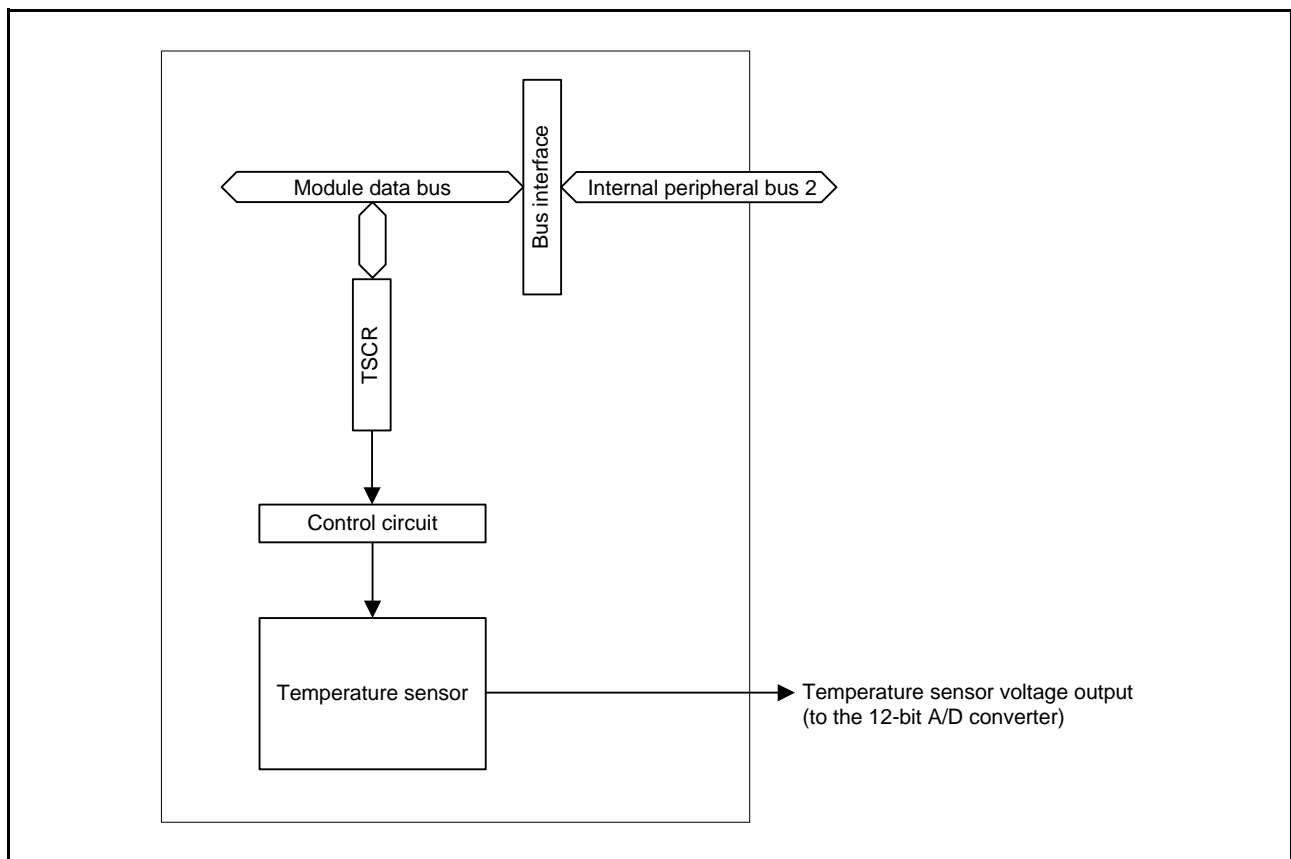 Bus interface
Module data bus
Internal peripheral bus 2
TSCR
Control circuit
Temperature sensor
Temperature sensor voltage output
(to the 12-bit A/D converter)